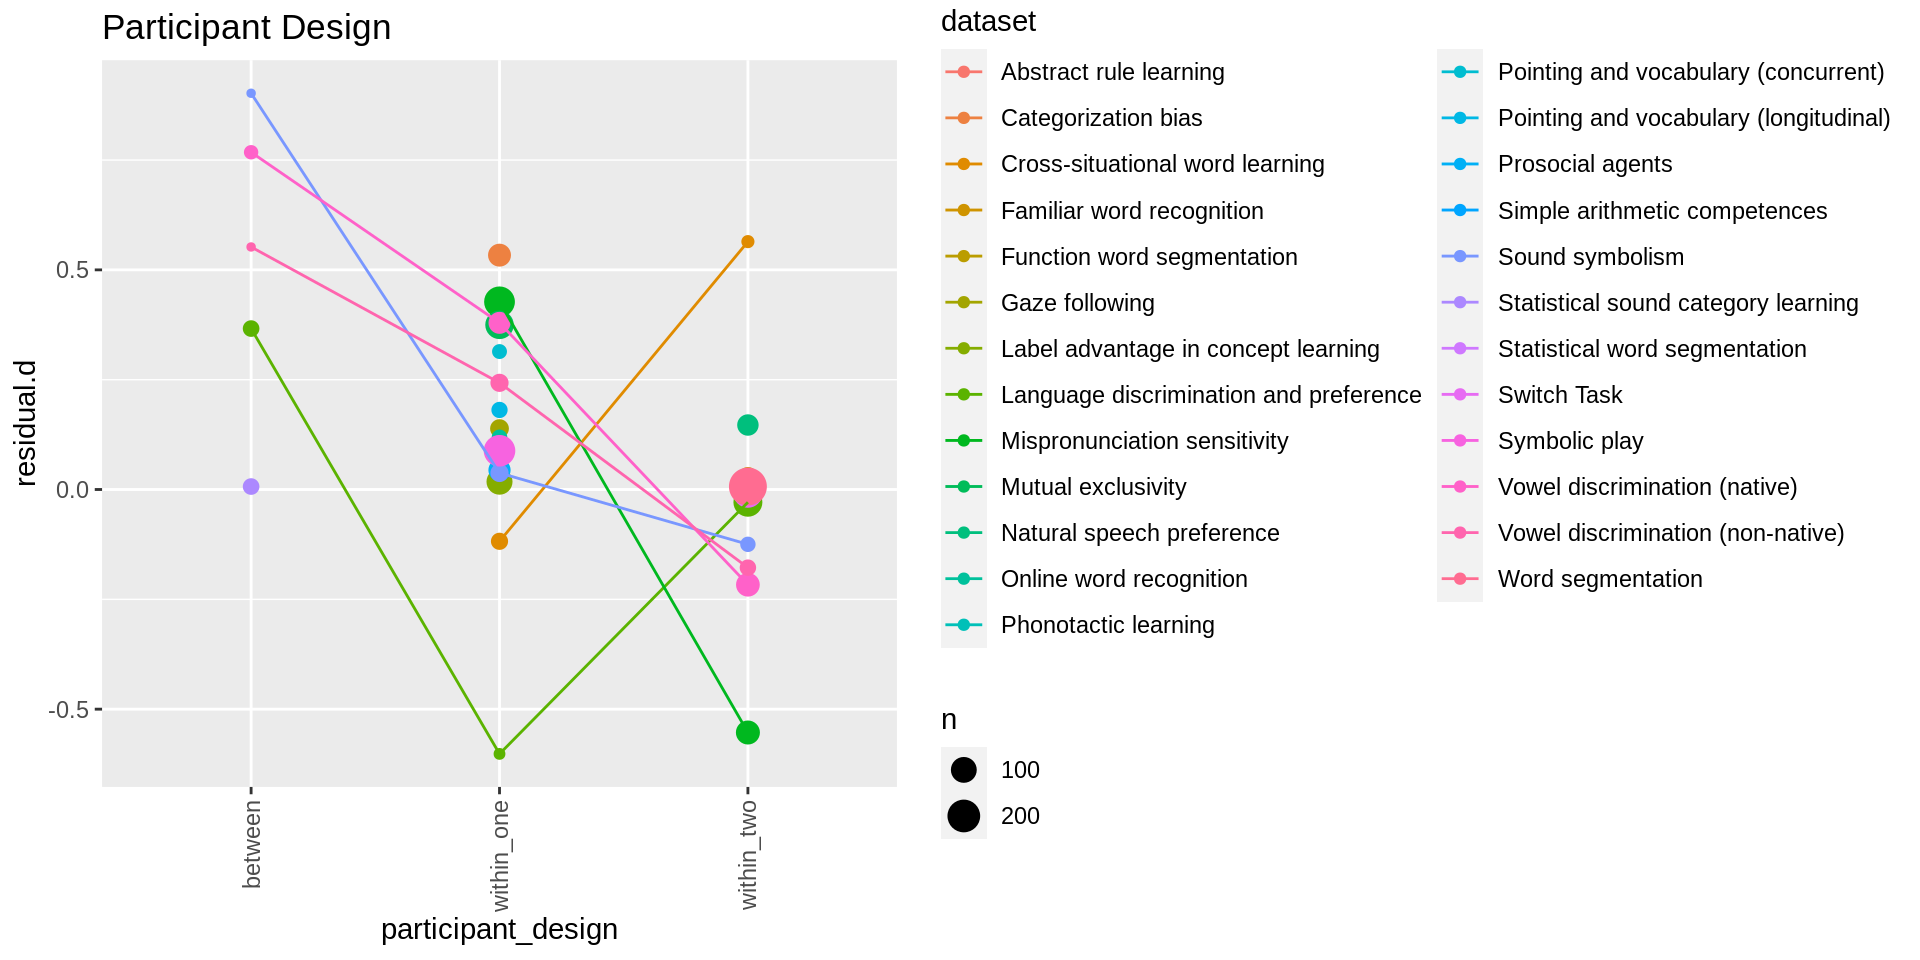 Participant Design
residual.d
0.5
0.0
-0.5
between
within_one
within_two
participant_design
dataset
Abstract rule learning
Categorization bias
Cross-situational word learning
Familiar word recognition
Function word segmentation
Gaze following
Label advantage in concept learning
Language discrimination and preference
Mispronunciation sensitivity
Mutual exclusivity
Natural speech preference
Online word recognition
Phonotactic learning
Pointing and vocabulary (concurrent)
Pointing and vocabulary (longitudinal)
Prosocial agents
Simple arithmetic competences
Sound symbolism
Statistical sound category learning
Statistical word segmentation
Switch Task
Symbolic play
Vowel discrimination (native)
Vowel discrimination (non-native)
Word segmentation
n
100
200